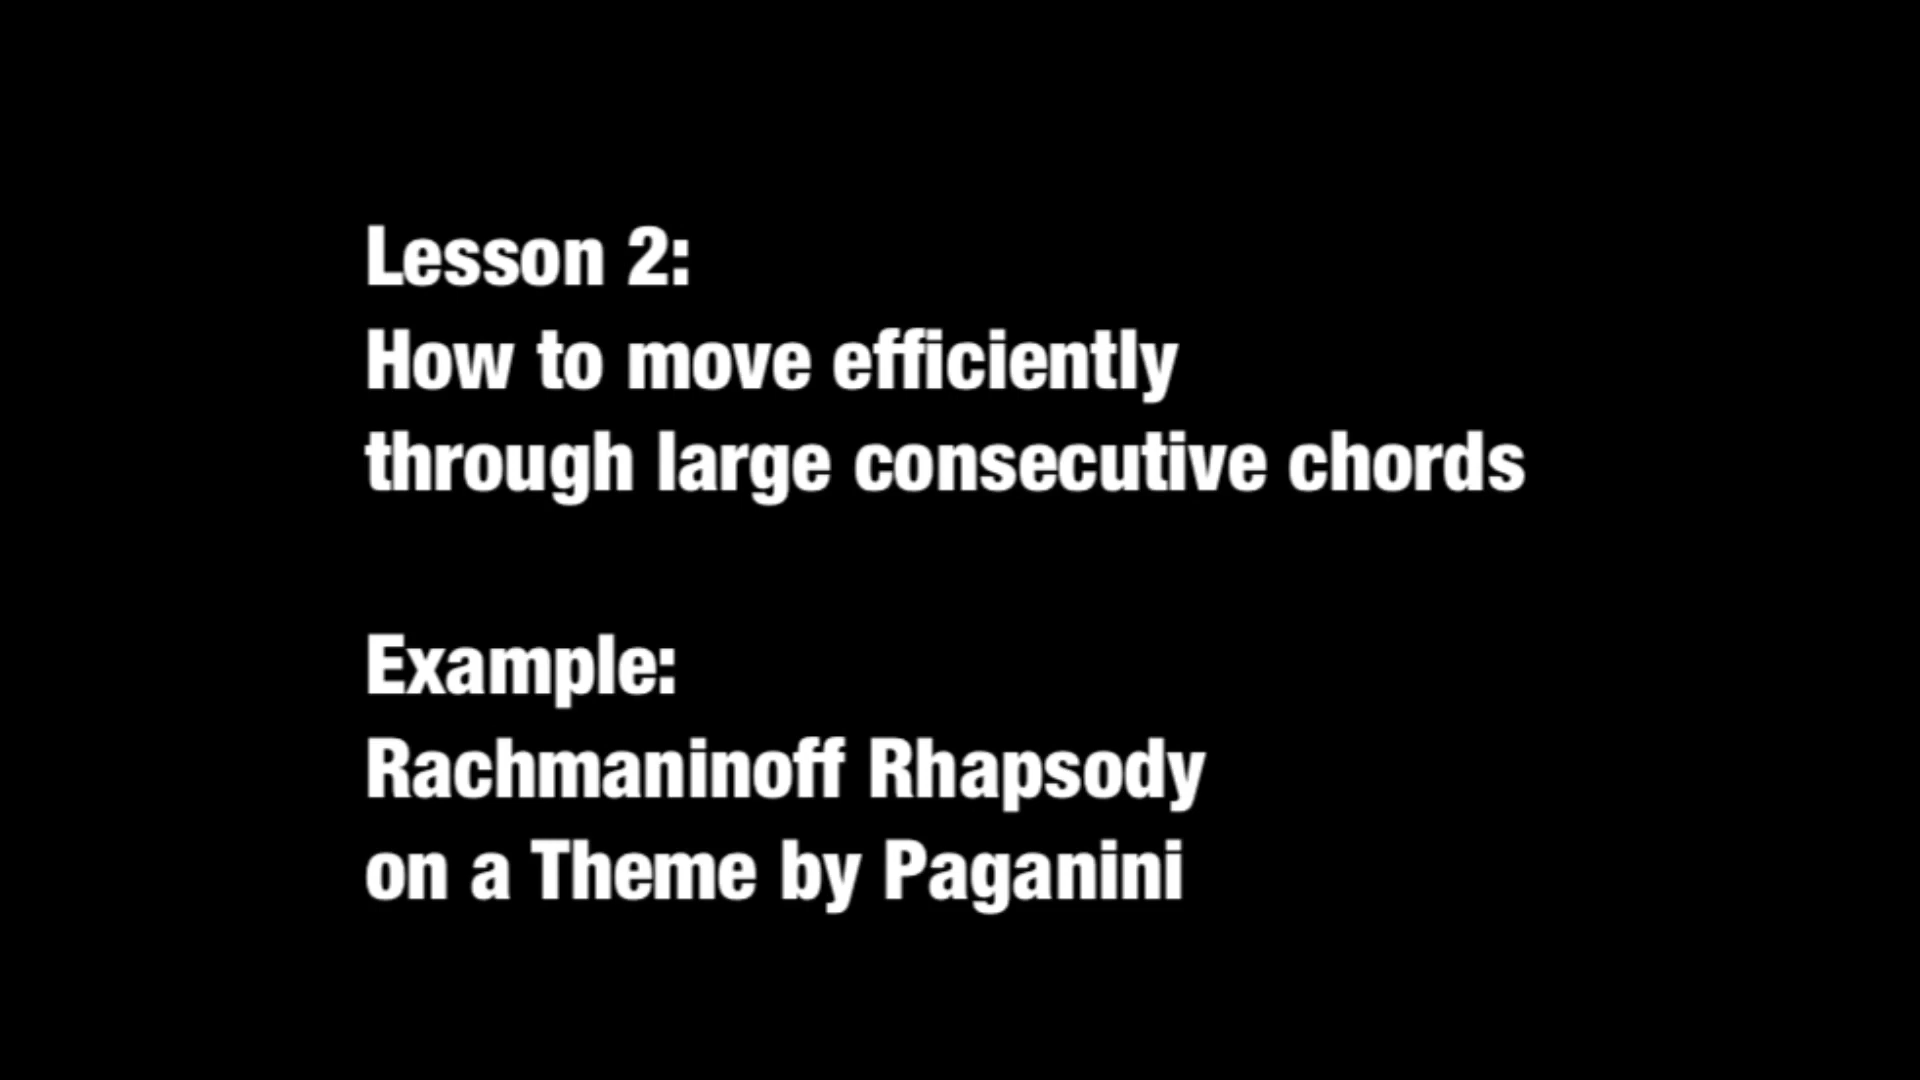 Lesson 2:
How to move efficiently
through large consecutive chords
Example:
Rachmaninoff Rhapsody
on a Theme by Paganini